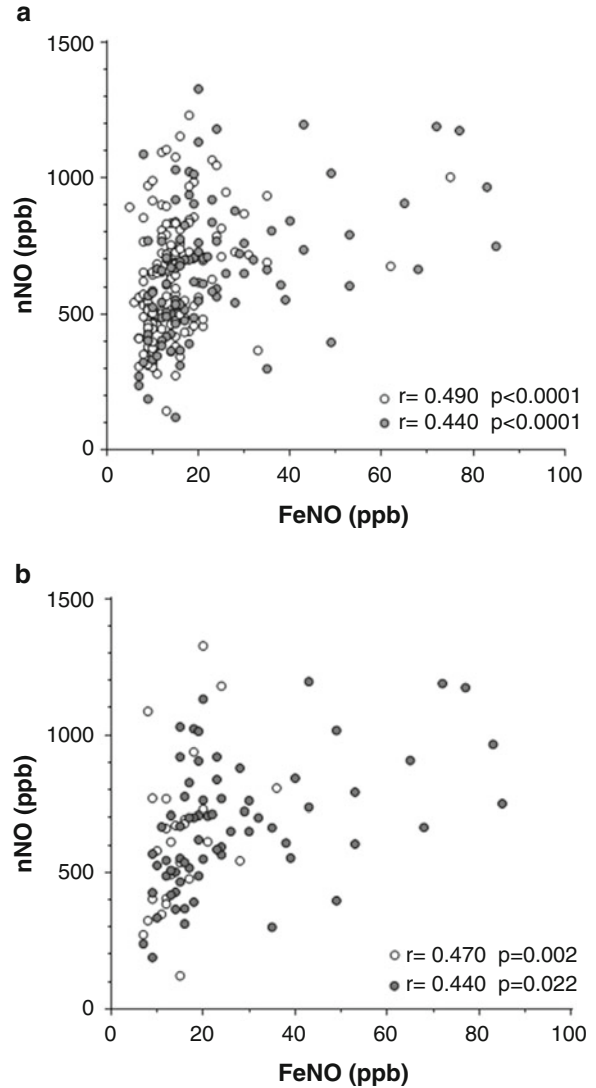 a
1500
1000
500
0
nNO (ppb)
r= 0.490 p<0.0001
r= 0.440 p<0.0001
0 20 40 60 80 100
FeNO (ppb)
b
1500
1000
500
0
nNO (ppb)
r= 0.470 p=0.002
r= 0.440 p=0.022
0 20 40 60 80 100
FeNO (ppb)